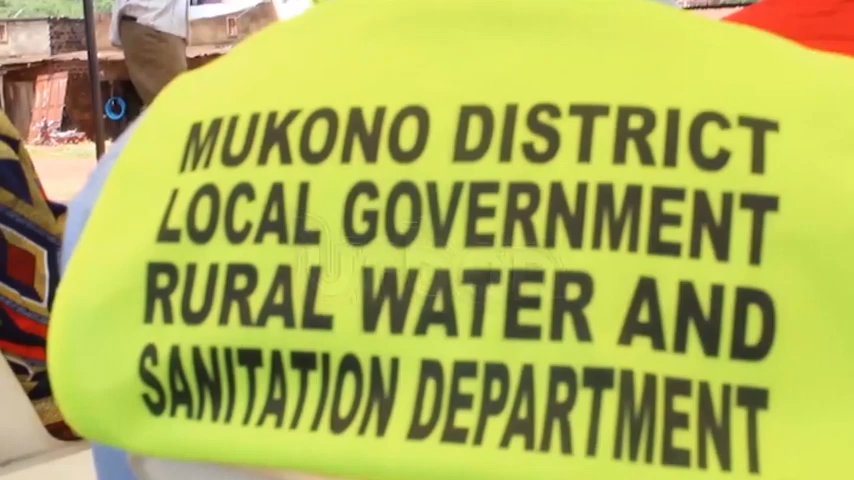 MUKONO DISTRICT
LOCAL GOVERNMENT
RURAL WATER AND
SANITATION DEPARTMENT